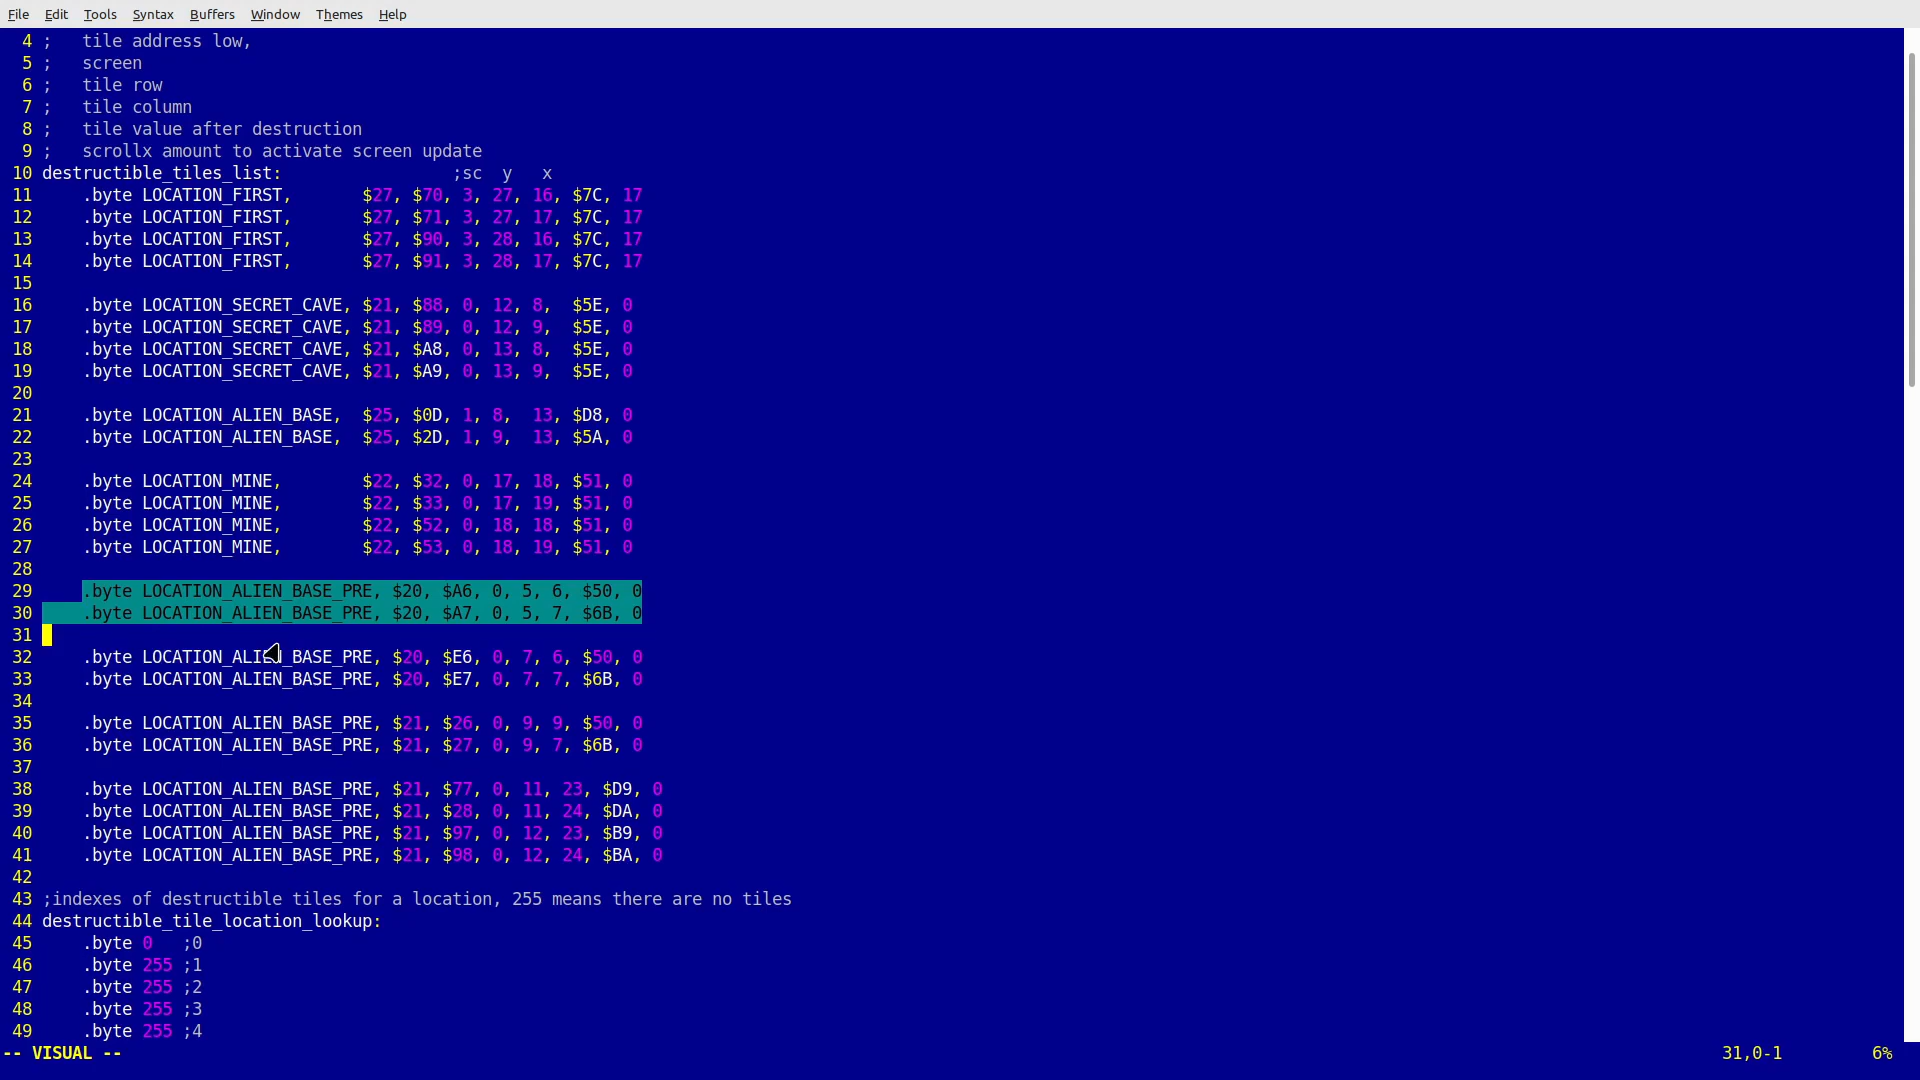 File Edit Tools Syntax Buffers Window Themes Help
4 ;   tile address low,
5 ;   screen
6 ;   tile row
7 ;   tile column
8 ;   tile value after destruction
9 ;   scrollx amount to activate screen update
10 destructible_tiles_list:                 ;sc  y   x
11     .byte LOCATION_FIRST,       $27, $70, 3, 27, 16, $7C, 17
12     .byte LOCATION_FIRST,       $27, $71, 3, 27, 17, $7C, 17
13     .byte LOCATION_FIRST,       $27, $90, 3, 28, 16, $7C, 17
14     .byte LOCATION_FIRST,       $27, $91, 3, 28, 17, $7C, 17
15
16     .byte LOCATION_SECRET_CAVE, $21, $88, 0, 12, 8,  $5E, 0
17     .byte LOCATION_SECRET_CAVE, $21, $89, 0, 12, 9,  $5E, 0
18     .byte LOCATION_SECRET_CAVE, $21, $A8, 0, 13, 8,  $5E, 0
19     .byte LOCATION_SECRET_CAVE, $21, $A9, 0, 13, 9,  $5E, 0
20
21     .byte LOCATION_ALIEN_BASE,  $25, $0D, 1, 8,  13, $D8, 0
22     .byte LOCATION_ALIEN_BASE,  $25, $2D, 1, 9,  13, $5A, 0
23
24     .byte LOCATION_MINE,        $22, $32, 0, 17, 18, $51, 0
25     .byte LOCATION_MINE,        $22, $33, 0, 17, 19, $51, 0
26     .byte LOCATION_MINE,        $22, $52, 0, 18, 18, $51, 0
27     .byte LOCATION_MINE,        $22, $53, 0, 18, 19, $51, 0
28
29     .byte LOCATION_ALIEN_BASE_PRE, $20, $A6, 0, 5, 6, $50, 0
30     .byte LOCATION_ALIEN_BASE_PRE, $20, $A7, 0, 5, 7, $6B, 0
31
32     .byte LOCATION_ALIEN_BASE_PRE, $20, $E6, 0, 7, 6, $50, 0
33     .byte LOCATION_ALIEN_BASE_PRE, $20, $E7, 0, 7, 7, $6B, 0
34
35     .byte LOCATION_ALIEN_BASE_PRE, $21, $26, 0, 9, 9, $50, 0
36     .byte LOCATION_ALIEN_BASE_PRE, $21, $27, 0, 9, 7, $6B, 0
37
38     .byte LOCATION_ALIEN_BASE_PRE, $21, $77, 0, 11, 23, $D9, 0
39     .byte LOCATION_ALIEN_BASE_PRE, $21, $28, 0, 11, 24, $DA, 0
40     .byte LOCATION_ALIEN_BASE_PRE, $21, $97, 0, 12, 23, $B9, 0
41     .byte LOCATION_ALIEN_BASE_PRE, $21, $98, 0, 12, 24, $BA, 0
42
43 ;indexes of destructible tiles for a location, 255 means there are no tiles
44 destructible_tile_location_lookup:
45     .byte 0   ;0
46     .byte 255 ;1
47     .byte 255 ;2
48     .byte 255 ;3
49     .byte 255 ;4
-- VISUAL -- 31,0-1 6%